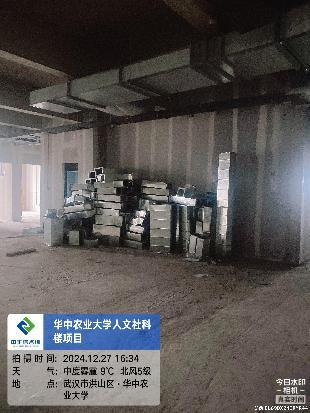 华中农业大学人文社科
楼项目
拍摄时间: 2024.12.27 16:34
天 气: 中度雾霾 9℃ 北风5级
地 点: 武汉市洪山区·华中农
业大学
今日水印
-相机-
真实时间